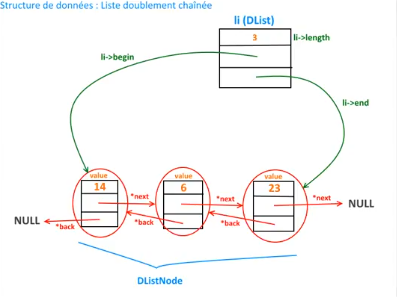 Structure de données : Liste doublement chaînée
li (DList)
3
li->length
li->begin
li->end
value
value
value
14
6
23
*next
*next
*next
NULL
NULL
*back
*back
*back
DListNode